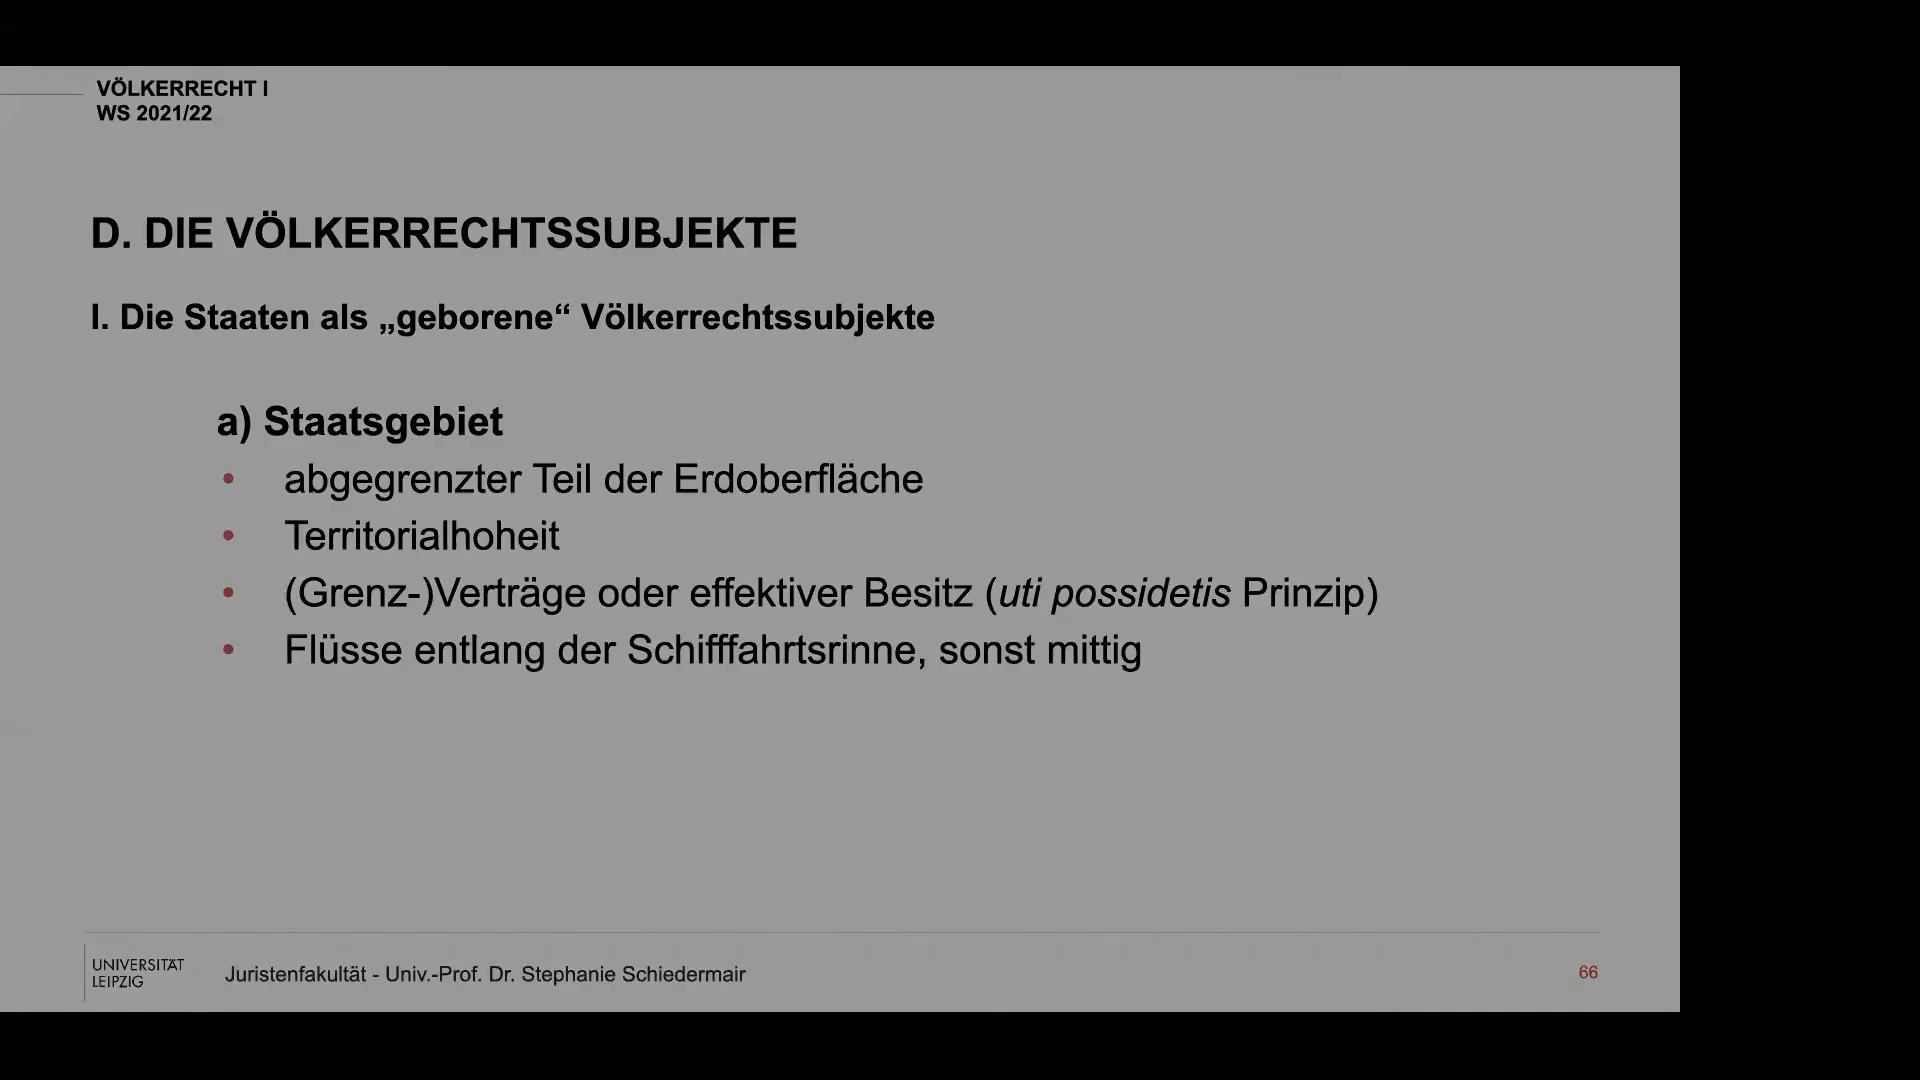 VÖLKERRECHT I
WS 2021/22
D. DIE VÖLKERRECHTSSUBJEKTE
I. Die Staaten als „geborene“ Völkerrechtssubjekte
a) Staatsgebiet
• abgegrenzter Teil der Erdoberfläche
• Territorialhoheit
• (Grenz-)Verträge oder effektiver Besitz (uti possidetis Prinzip)
• Flüsse entlang der Schifffahrtsrinne, sonst mittig
UNIVERSITÄT
LEIPZIG
Juristenfakultät - Univ.-Prof. Dr. Stephanie Schiedermair
66